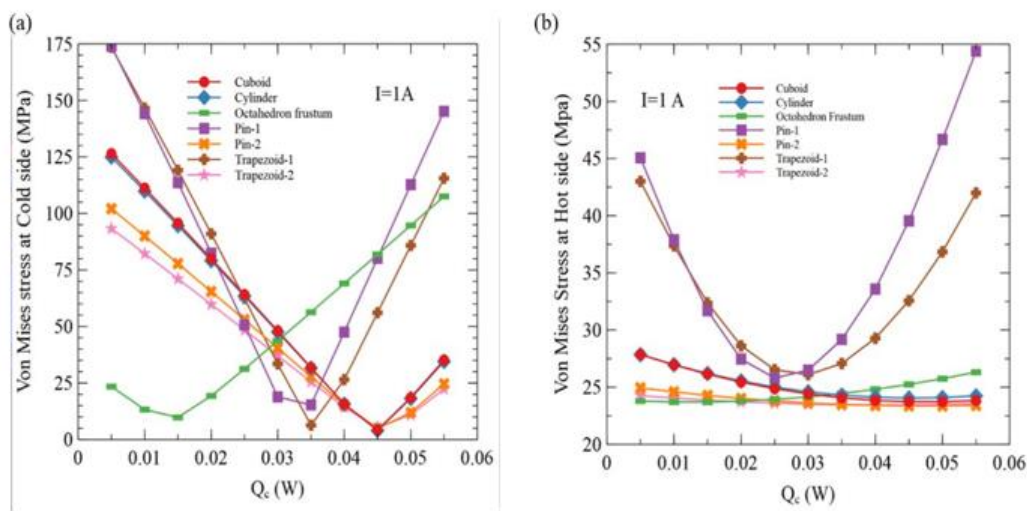 (a)
175
150
125
100
75
50
25
0
0
0.01
0.02
0.03
0.04
0.05
0.06
Von Mises stress at Cold side (MPa)
Qc (W)
Cuboid
Cylinder
Octahedron frustum
Pin-1
Pin-2
Trapezoid-1
Trapezoid-2
I=1A
(b)
55
50
45
40
35
30
25
20
0
0.01
0.02
0.03
0.04
0.05
0.06
Von Mises Stress at Hot side (Mpa)
Qc (W)
I=1 A
Cuboid
Cylinder
Octahedron Frustum
Pin-1
Pin-2
Trapezoid-1
Trapezoid-2